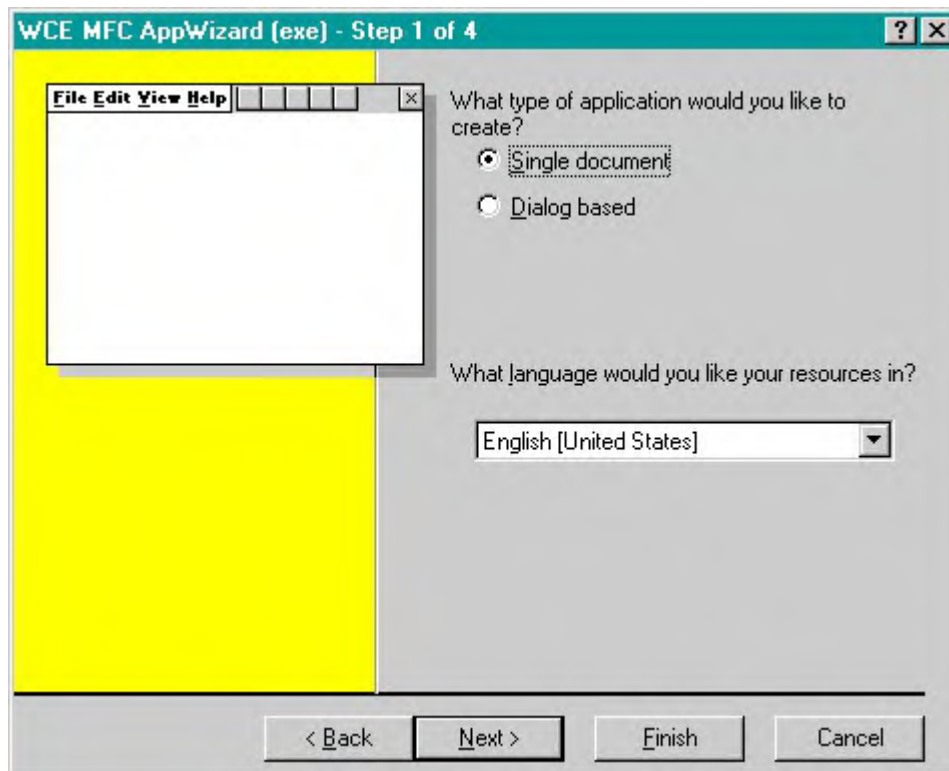 WCE MFC AppWizard (exe) - Step 1 of 4
File Edit View Help
What type of application would you like to
create?
Single document
Dialog based
What language would you like your resources in?
English [United States]
< Back
Next >
Finish
Cancel